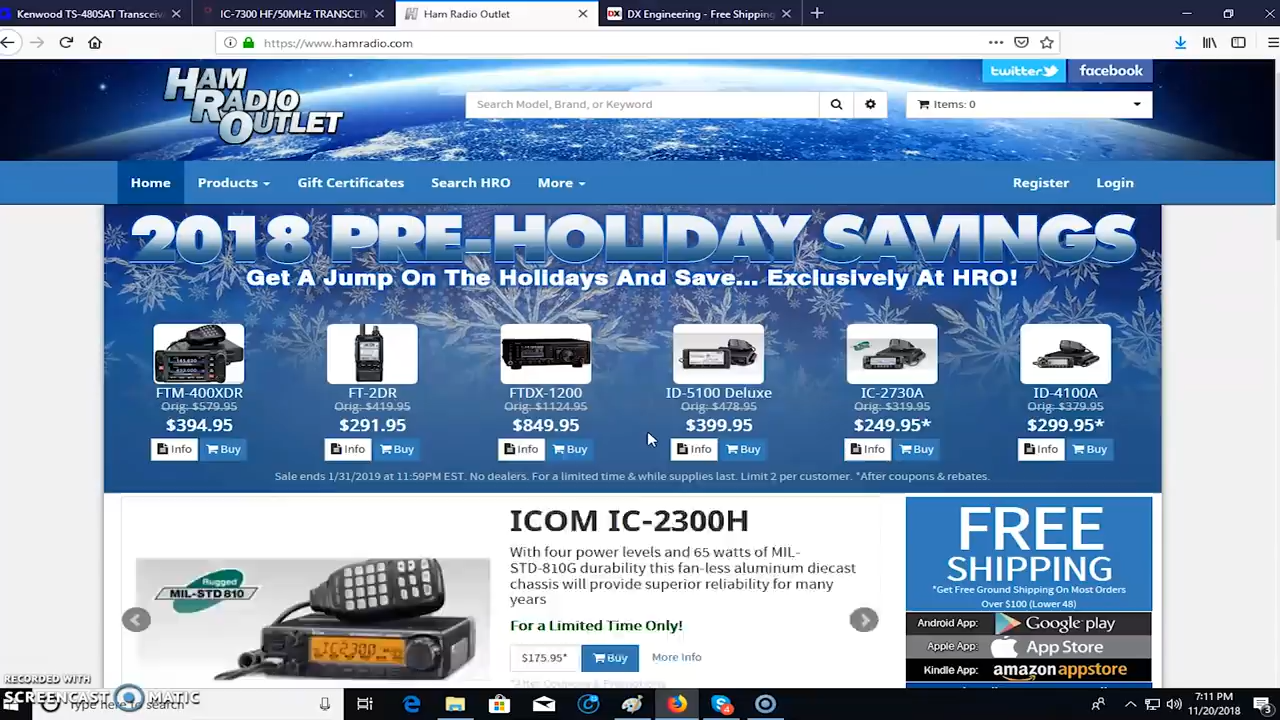 Kenwood TS-480SAT Transceiv
IC-7300 HF/50MHz TRANSCEI
Ham Radio Outlet
DX Engineering - Free Shipping
https://www.hamradio.com
HAM
RADIO
OUTLET
twitter
facebook
Search Model, Brand, or Keyword
Items: 0
Home
Products
Gift Certificates
Search HRO
More
Register
Login
2018 PRE-HOLIDAY SAVINGS
Get A Jump On The Holidays And Save... Exclusively At HRO!
FTM-400XDR
Orig: $579.95
$394.95
Info
Buy
FT-2DR
Orig: $419.95
$291.95
Info
Buy
FTDX-1200
Orig: $1124.95
$849.95
Info
Buy
ID-5100 Deluxe
Orig: $478.95
$399.95
Info
Buy
IC-2730A
Orig: $319.95
$249.95*
Info
Buy
ID-4100A
Orig: $379.95
$299.95*
Info
Buy
Sale ends 1/31/2019 at 11:59PM EST. No dealers. For a limited time & while supplies last. Limit 2 per customer. *After coupons & rebates.
Rugged
MIL-STD 810
IC2300
ICOM IC-2300H
With four power levels and 65 watts of MIL-
STD-810G durability this fan-less aluminum diecast
chassis will provide superior reliability for many
years
For a Limited Time Only!
$175.95*
Buy
More Info
*After Coupons & Promotions
FREE
SHIPPING
*Get Free Ground Shipping On Most Orders
Over $100 (Lower 48)
Android App:
Google play
Apple App:
App Store
Kindle App:
amazon appstore
RECORDED WITH
SCREENCAST MATIC
Type here to search
7:11 PM
11/20/2018